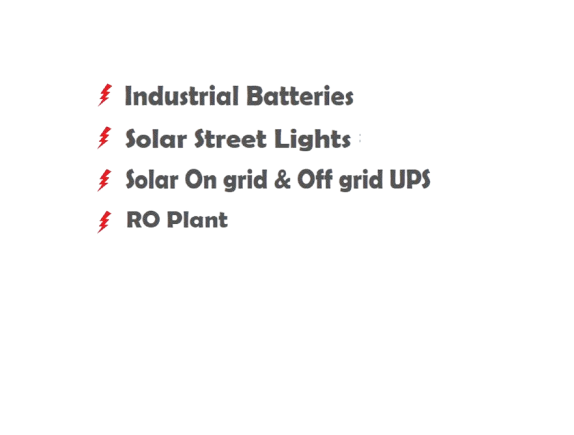 Industrial Batteries
Solar Street Lights
Solar On grid & Off grid UPS
RO Plant